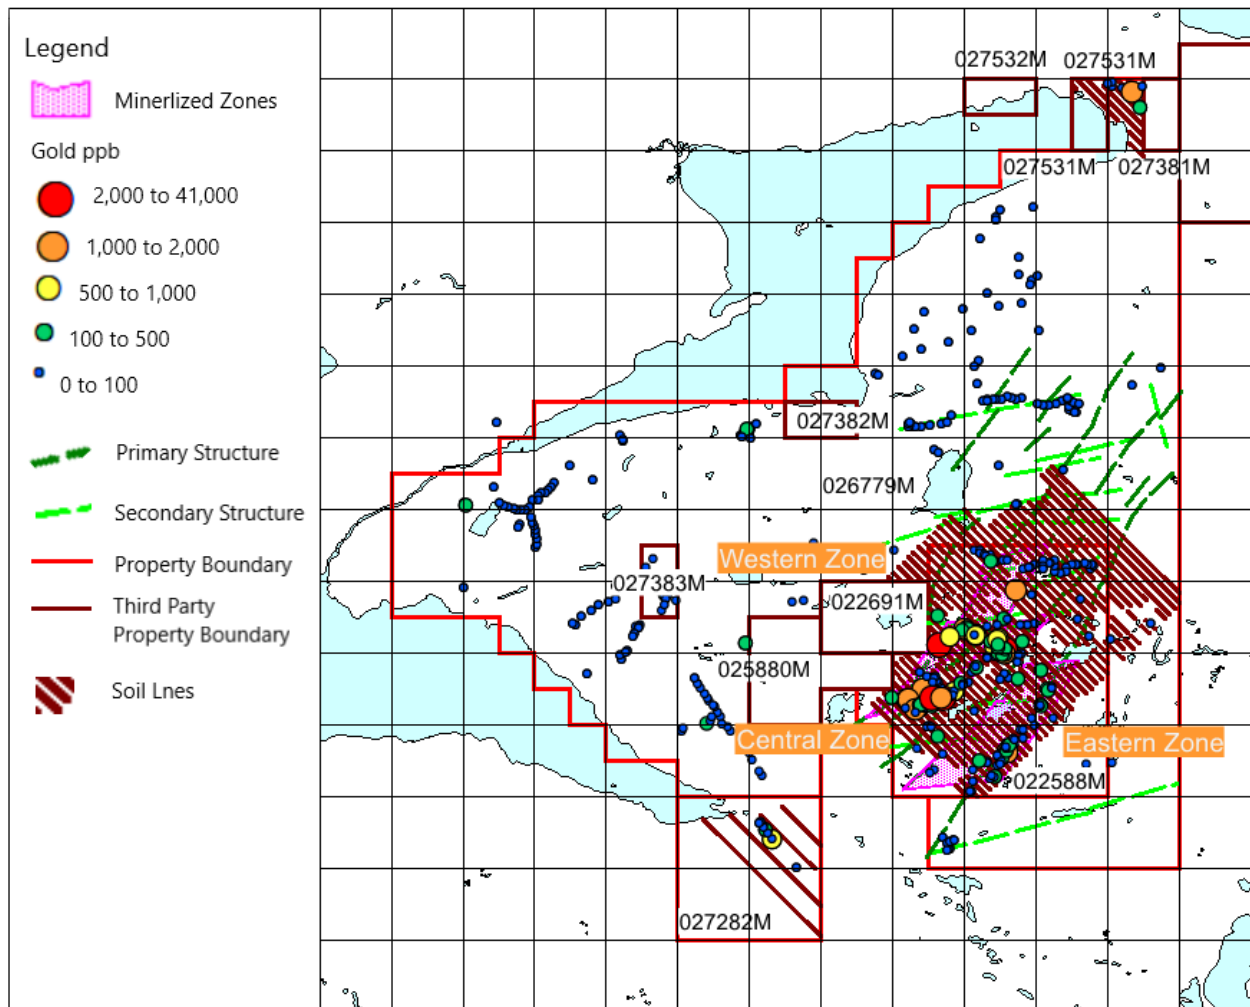 Legend
Minerlized Zones
Gold ppb
2,000 to 41,000
1,000 to 2,000
500 to 1,000
100 to 500
0 to 100
Primary Structure
Secondary Structure
Property Boundary
Third Party
Property Boundary
Soil Lnes
027532M
027531M
027531M
027381M
027382M
026779M
Western Zone
027383M
022691M
025880M
Central Zone
Eastern Zone
022588M
027282M